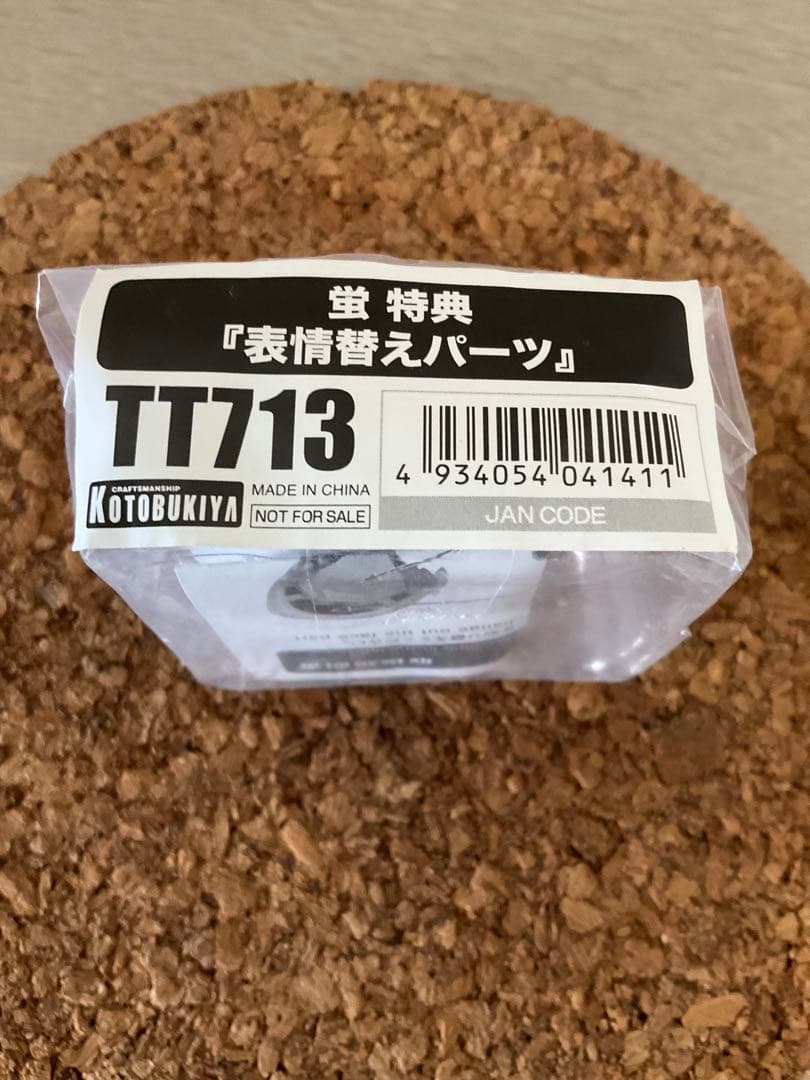 蛍 特典
『表情替えパーツ』
TT713
CRAFTSMANSHIP
KOTOBUKIYA
MADE IN CHINA
NOT FOR SALE
4 934054 041411
JAN CODE